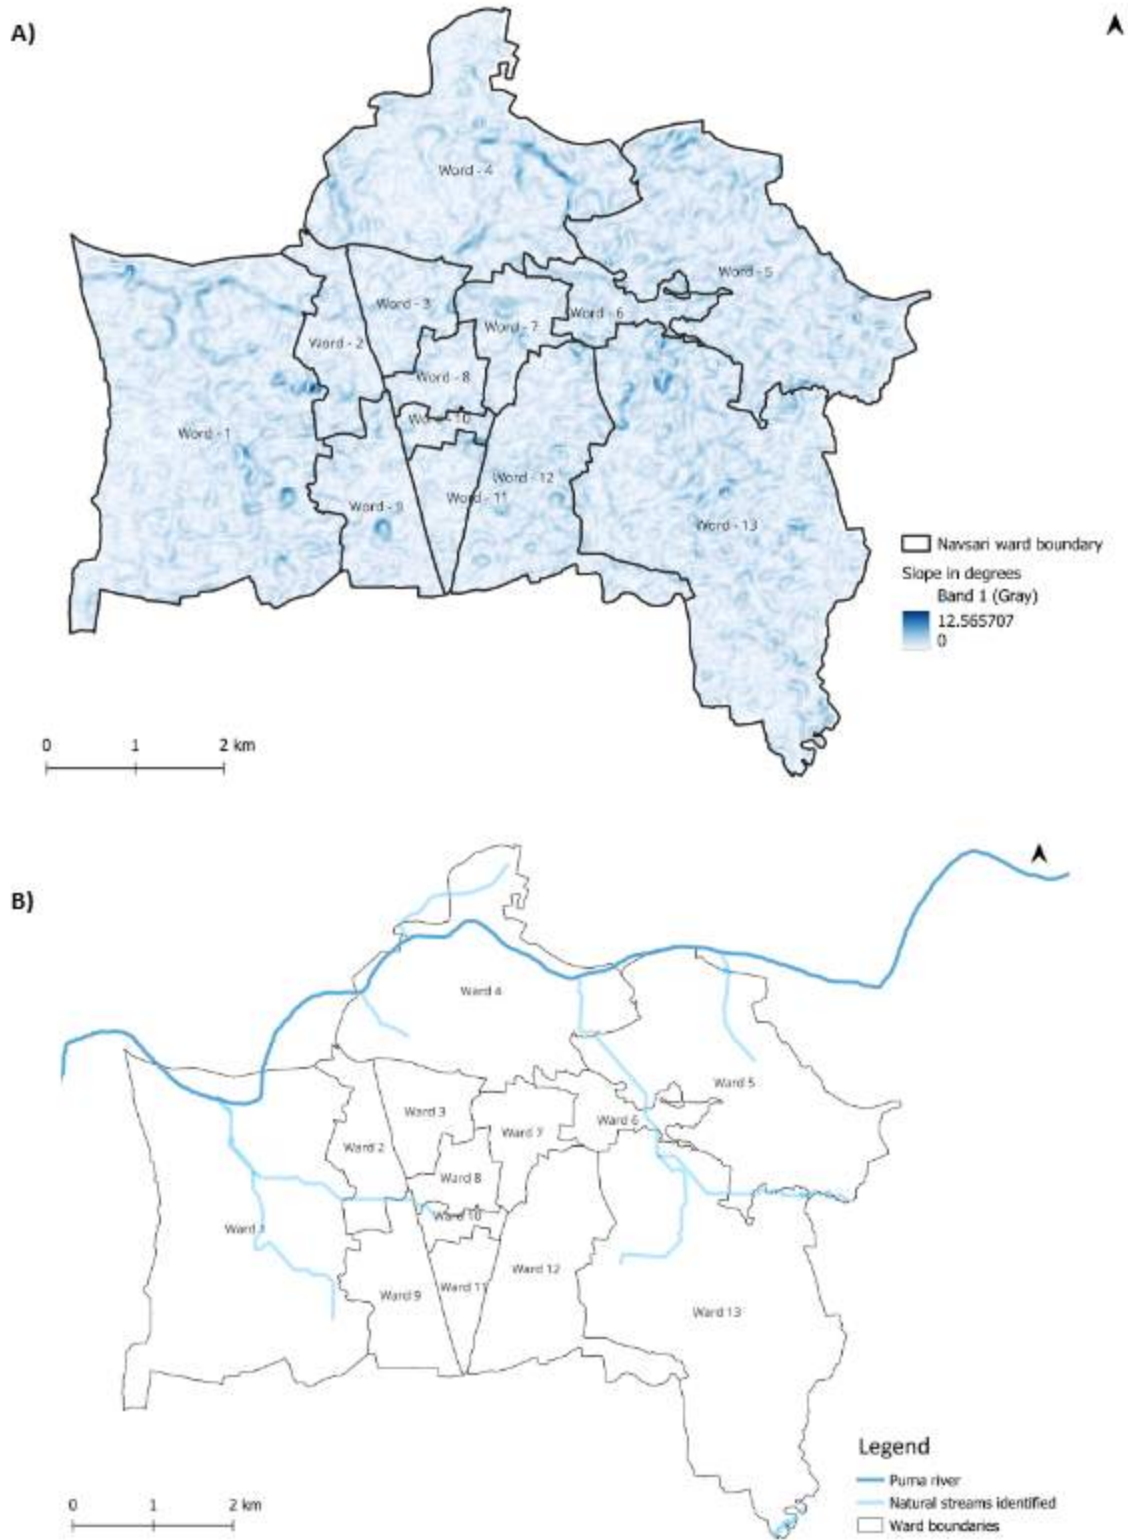 A)
Word - 4
Word - 5
Word - 3
Word - 6
Word - 7
Word - 2
Word - 8
Word - 10
Word - 1
Word - 12
Word - 11
Word - 9
Word - 13
Navsari ward boundary
Slope in degrees
Band 1 (Gray)
12.565707
0
0 1 2 km
B)
Ward 4
Ward 5
Ward 3
Ward 6
Ward 7
Ward 2
Ward 8
Ward 10
Ward 1
Ward 12
Ward 11
Ward 9
Ward 13
Legend
Purna river
Natural streams identified
Ward boundaries
0 1 2 km